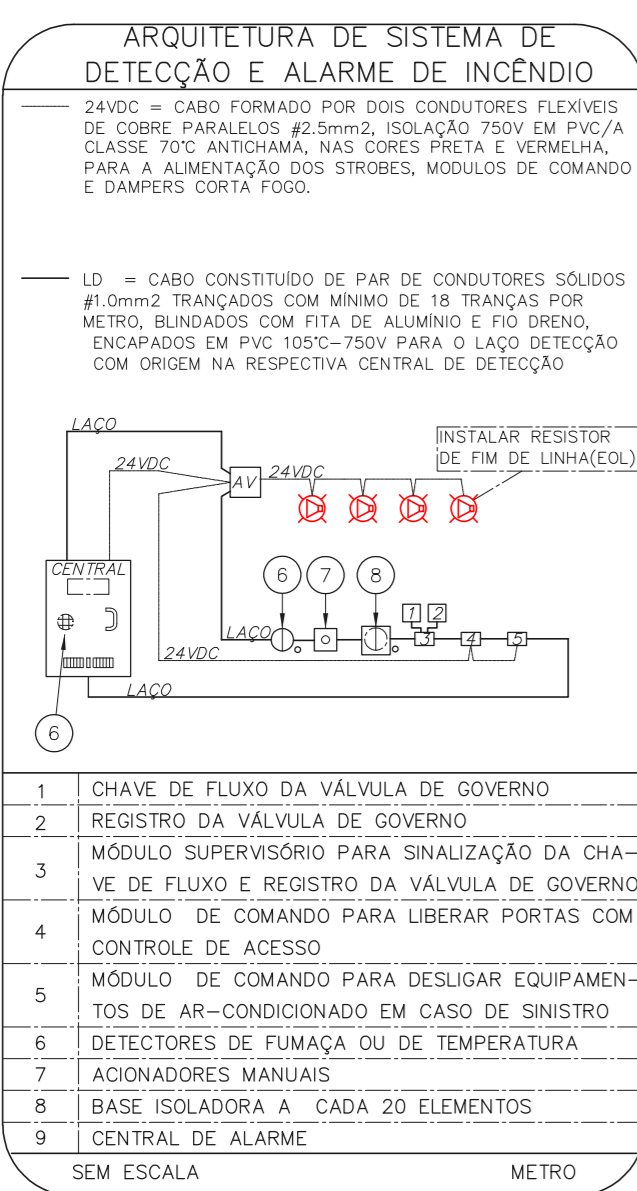 ARQUITETURA DE SISTEMA DE
DETECÇÃO E ALARME DE INCÊNDIO
24VDC = CABO FORMADO POR DOIS CONDUTORES FLEXÍVEIS
DE COBRE PARALELOS #2.5mm2, ISOLAÇÃO 750V EM PVC/A
CLASSE 70°C ANTICHAMA, NAS CORES PRETA E VERMELHA,
PARA A ALIMENTAÇÃO DOS STROBES, MODULOS DE COMANDO
E DAMPERS CORTA FOGO.
LD = CABO CONSTITUÍDO DE PAR DE CONDUTORES SÓLIDOS
#1.0mm2 TRANÇADOS COM MÍNIMO DE 18 TRANÇAS POR
METRO, BLINDADOS COM FITA DE ALUMÍNIO E FIO DRENO,
ENCAPADOS EM PVC 105°C-750V PARA O LAÇO DETECÇÃO
COM ORIGEM NA RESPECTIVA CENTRAL DE DETECÇÃO
LAÇO
INSTALAR RESISTOR
DE FIM DE LINHA(EOL)
24VDC
AV
24VDC
CENTRAL
6
7
8
1
2
LAÇO
3
4
5
24VDC
LAÇO
6
1 CHAVE DE FLUXO DA VÁLVULA DE GOVERNO
2 REGISTRO DA VÁLVULA DE GOVERNO
3 MÓDULO SUPERVISÓRIO PARA SINALIZAÇÃO DA CHA-
VE DE FLUXO E REGISTRO DA VÁLVULA DE GOVERNO
4 MÓDULO DE COMANDO PARA LIBERAR PORTAS COM
CONTROLE DE ACESSO
5 MÓDULO DE COMANDO PARA DESLIGAR EQUIPAMEN-
TOS DE AR-CONDICIONADO EM CASO DE SINISTRO
6 DETECTORES DE FUMAÇA OU DE TEMPERATURA
7 ACIONADORES MANUAIS
8 BASE ISOLADORA A CADA 20 ELEMENTOS
9 CENTRAL DE ALARME
SEM ESCALA METRO